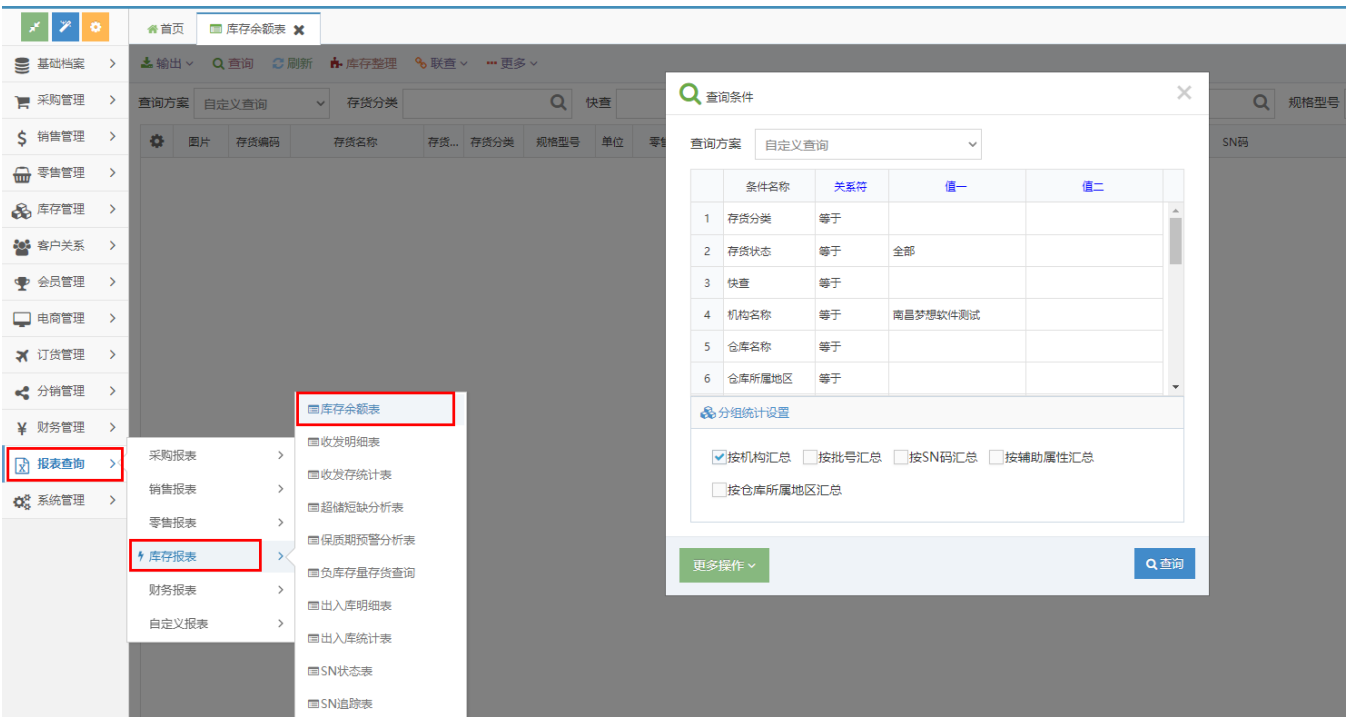 首页
库存余额表
基础档案
采购管理
销售管理
零售管理
库存管理
客户关系
会员管理
电商管理
订货管理
分销管理
财务管理
报表查询
系统管理
输出 查询 刷新 库存整理 联查 更多
查询方案 自定义查询 存货分类 快查 规格型号
图片 存货编码 存货名称 存货... 存货分类 规格型号 单位 SN码
采购报表
销售报表
零售报表
库存报表
财务报表
自定义报表
库存余额表
收发明细表
收发存统计表
超储短缺分析表
保质期预警分析表
负库存量存货查询
出入库明细表
出入库统计表
SN状态表
SN追踪表
查询条件
查询方案 自定义查询
条件名称 关系符 值一 值二
1 存货分类 等于
2 存货状态 等于 全部
3 快查 等于
4 机构名称 等于 南昌梦想软件测试
5 仓库名称 等于
6 仓库所属地区 等于
分组统计设置
按机构汇总 按批号汇总 按SN码汇总 按辅助属性汇总
按仓库所属地区汇总
更多操作 查询